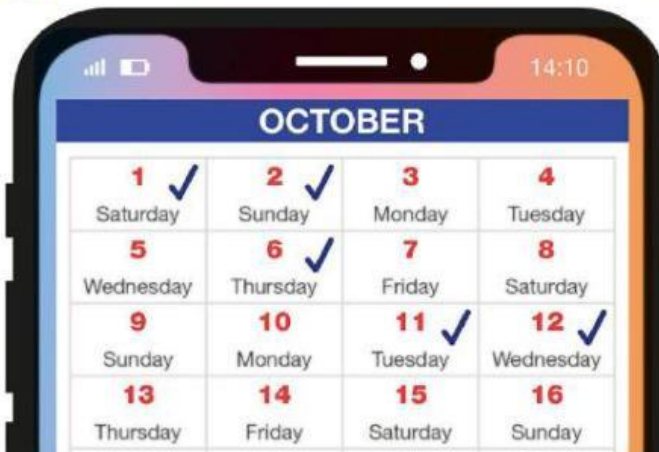 14:10
OCTOBER
1 2 3 4
Saturday Sunday Monday Tuesday
5 6 7 8
Wednesday Thursday Friday Saturday
9 10 11 12
Sunday Monday Tuesday Wednesday
13 14 15 16
Thursday Friday Saturday Sunday